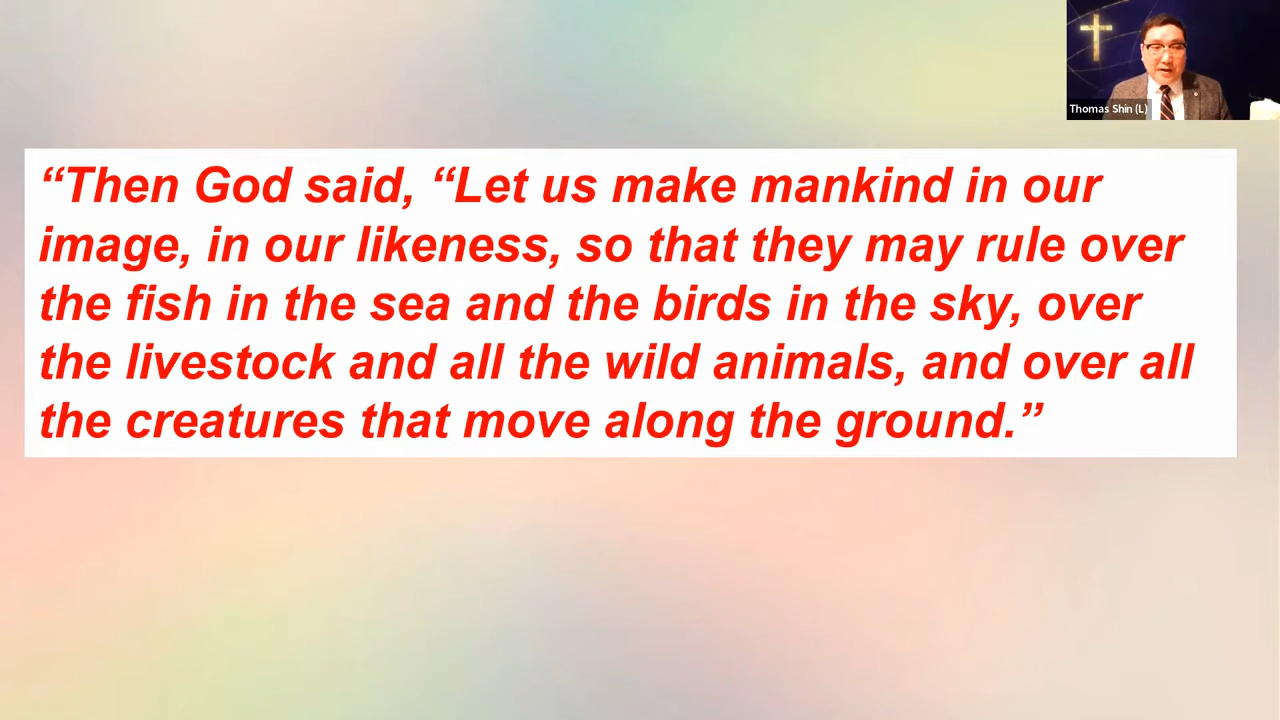 Thomas Shin (L)
“Then God said, “Let us make mankind in our
image, in our likeness, so that they may rule over
the fish in the sea and the birds in the sky, over
the livestock and all the wild animals, and over all
the creatures that move along the ground.”